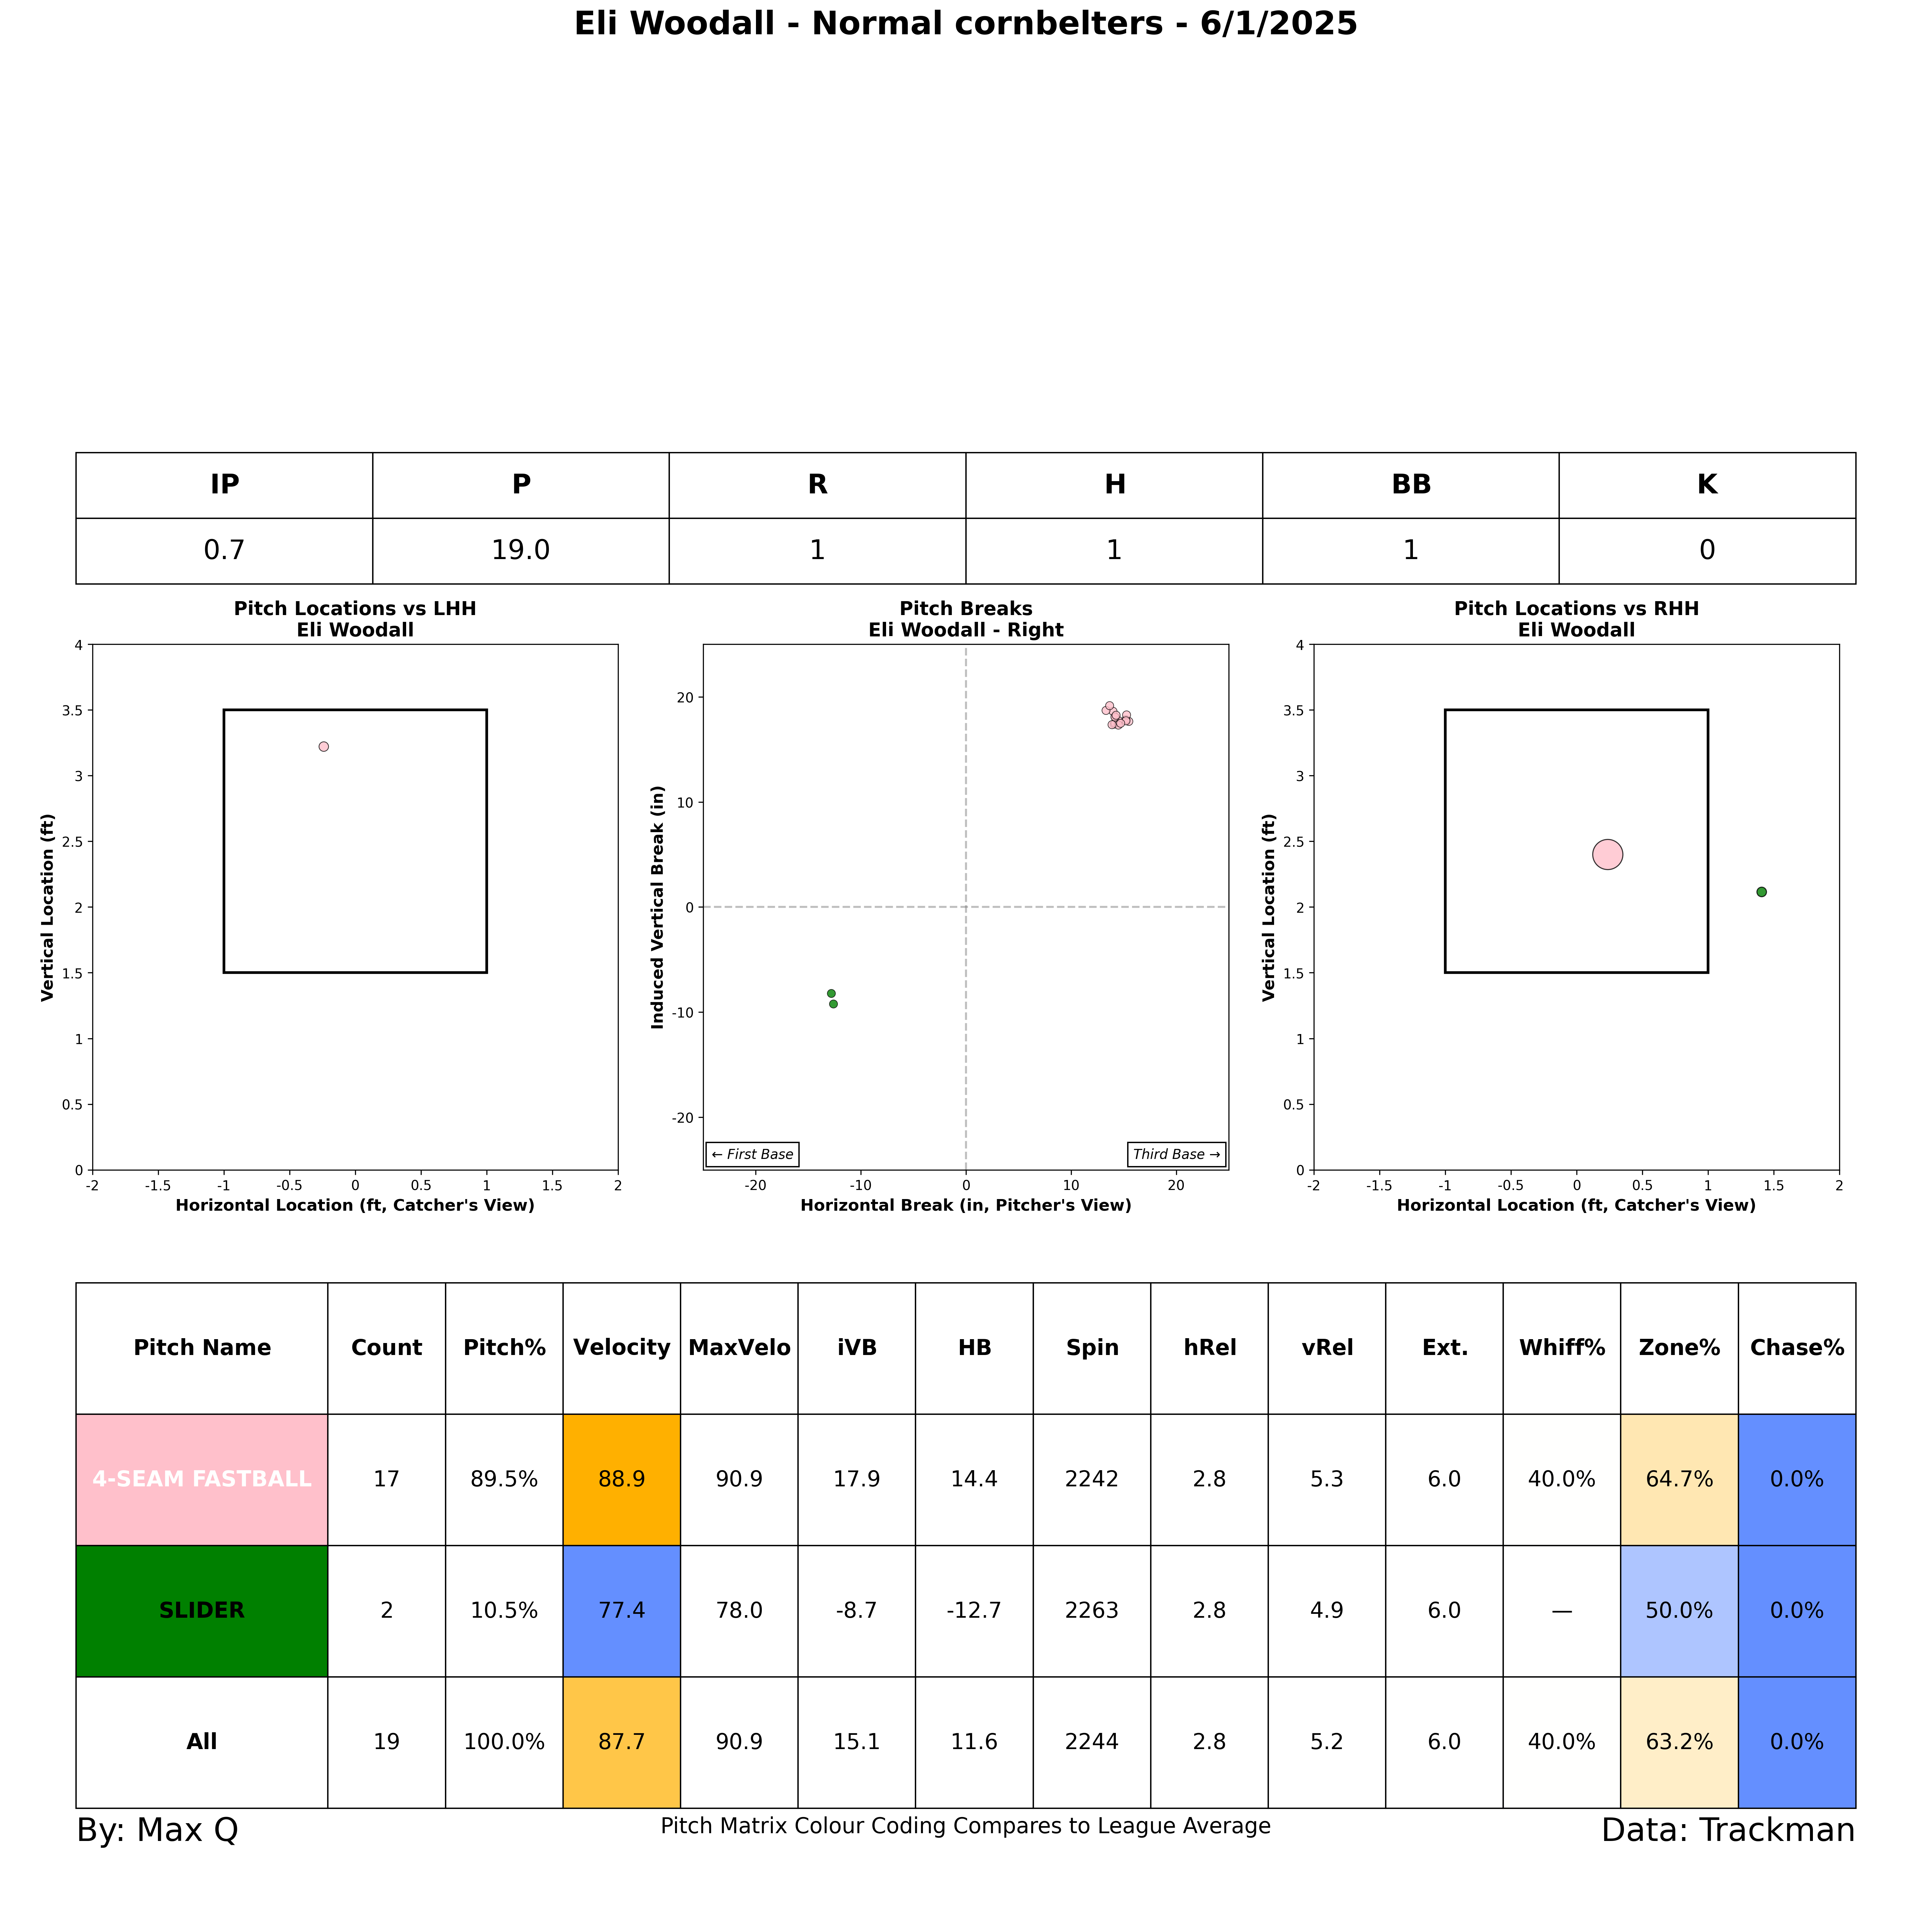 Eli Woodall - Normal cornbelters - 6/1/2025
IP P R H BB K
0.7 19.0 1 1 1 0
Pitch Locations vs LHH
Eli Woodall
4
3.5
3
2.5
2
1.5
1
0.5
0
-2 -1.5 -1 -0.5 0 0.5 1 1.5 2
Vertical Location (ft)
Horizontal Location (ft, Catcher's View)
Pitch Breaks
Eli Woodall - Right
20
10
0
-10
-20
← First Base Third Base →
-20 -10 0 10 20
Induced Vertical Break (in)
Horizontal Break (in, Pitcher's View)
Pitch Locations vs RHH
Eli Woodall
4
3.5
3
2.5
2
1.5
1
0.5
0
-2 -1.5 -1 -0.5 0 0.5 1 1.5 2
Vertical Location (ft)
Horizontal Location (ft, Catcher's View)
Pitch Name Count Pitch% Velocity MaxVelo iVB HB Spin hRel vRel Ext. Whiff% Zone% Chase%
4-SEAM FASTBALL 17 89.5% 88.9 90.9 17.9 14.4 2242 2.8 5.3 6.0 40.0% 64.7% 0.0%
SLIDER 2 10.5% 77.4 78.0 -8.7 -12.7 2263 2.8 4.9 6.0 — 50.0% 0.0%
All 19 100.0% 87.7 90.9 15.1 11.6 2244 2.8 5.2 6.0 40.0% 63.2% 0.0%
By: Max Q Pitch Matrix Colour Coding Compares to League Average Data: Trackman